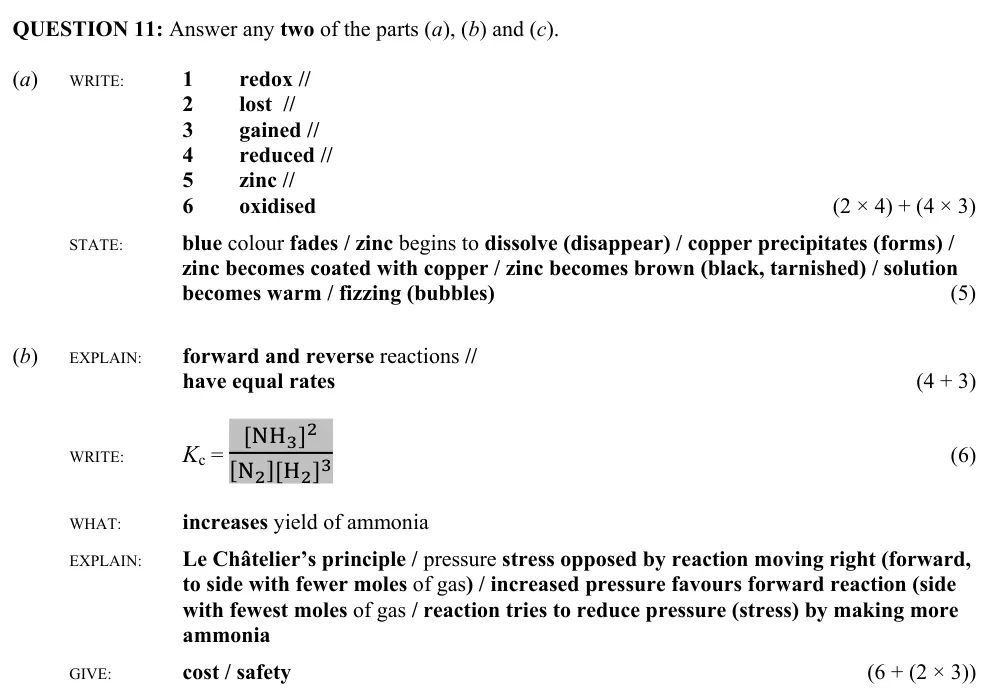 QUESTION 11: Answer any two of the parts (a), (b) and (c).
(a) WRITE: 1 redox //
2 lost //
3 gained //
4 reduced //
5 zinc //
6 oxidised (2 × 4) + (4 × 3)
STATE: blue colour fades / zinc begins to dissolve (disappear) / copper precipitates (forms) /
zinc becomes coated with copper / zinc becomes brown (black, tarnished) / solution
becomes warm / fizzing (bubbles) (5)
(b) EXPLAIN: forward and reverse reactions //
have equal rates (4 + 3)
WRITE: Kc = [NH₃]² / [N₂][H₂]³ (6)
WHAT: increases yield of ammonia
EXPLAIN: Le Châtelier’s principle / pressure stress opposed by reaction moving right (forward,
to side with fewer moles of gas) / increased pressure favours forward reaction (side
with fewest moles of gas / reaction tries to reduce pressure (stress) by making more
ammonia
GIVE: cost / safety (6 + (2 × 3))